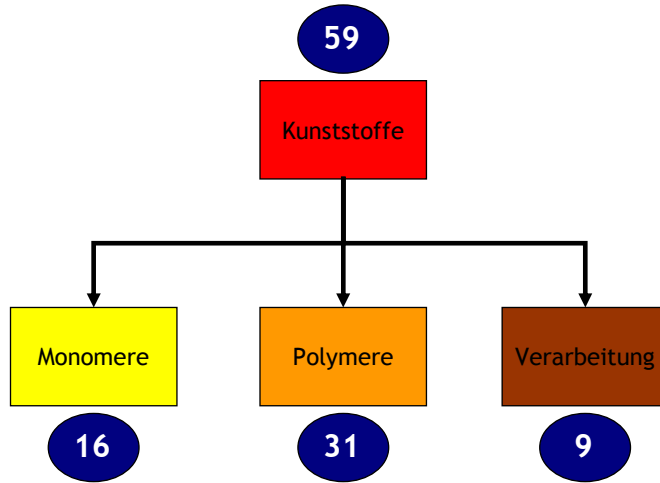 59
Kunststoffe
Monomere
Polymere
Verarbeitung
16
31
9